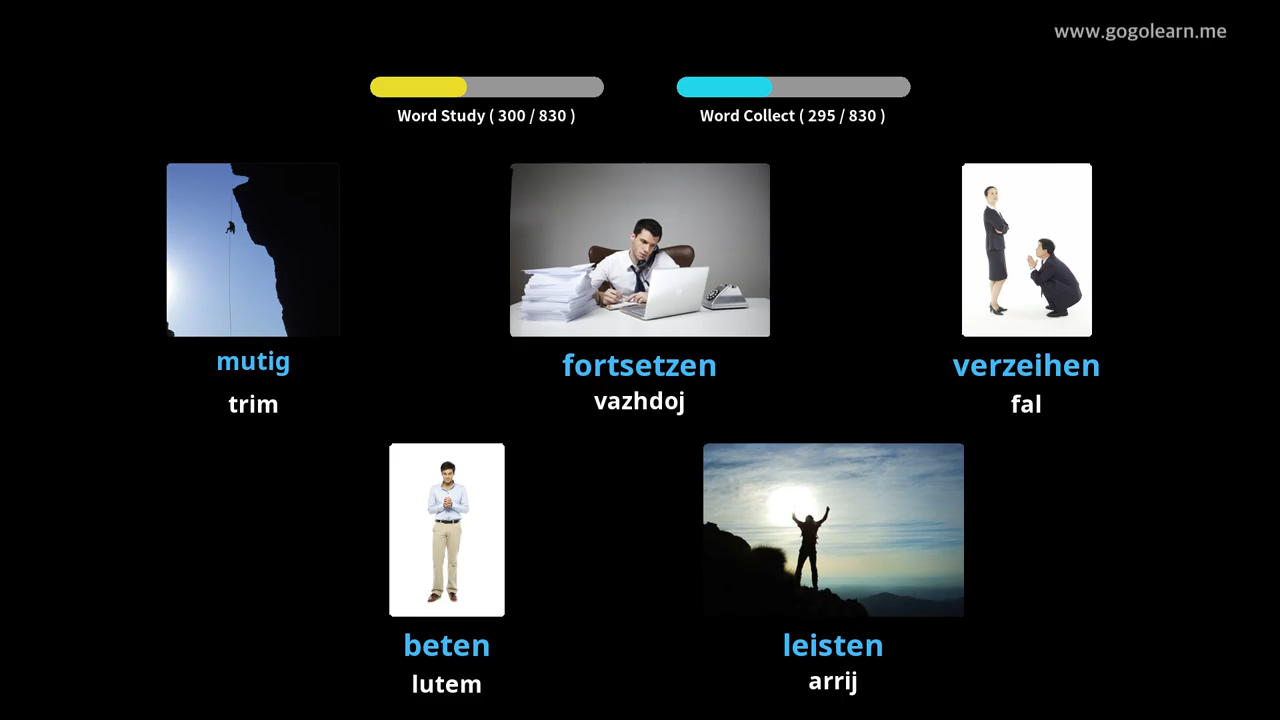 www.gogolearn.me
Word Study ( 300 / 830 )
Word Collect ( 295 / 830 )
mutig
trim
fortsetzen
vazhdoj
verzeihen
fal
beten
lutem
leisten
arrij